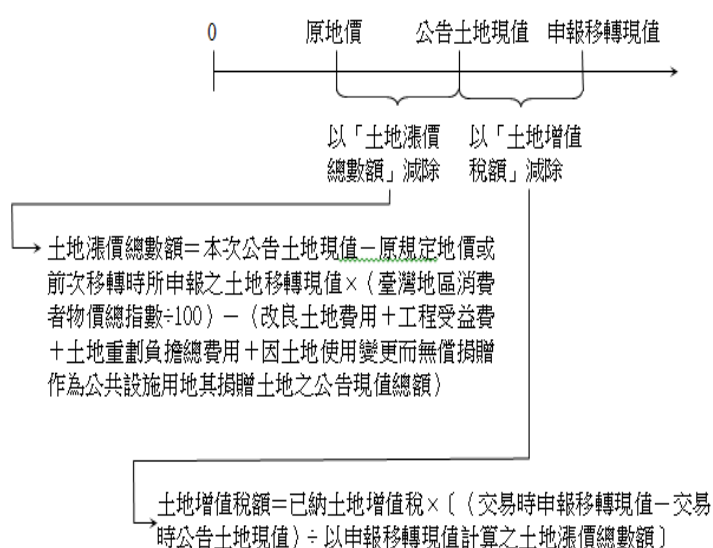 0 原地價 公告土地現值 申報移轉現值
以「土地漲價
總數額」減除
以「土地增值
稅額」減除
土地漲價總數額＝本次公告土地現值－原規定地價或
前次移轉時所申報之土地移轉現值×（臺灣地區消費
者物價總指數÷100）－（改良土地費用＋工程受益費
＋土地重劃負擔總費用＋因土地使用變更而無償捐贈
作為公共設施用地其捐贈土地之公告現值總額）
土地增值稅額=已納土地增值稅×〔（交易時申報移轉現值－交易
時公告土地現值）÷以申報移轉現值計算之土地漲價總數額〕